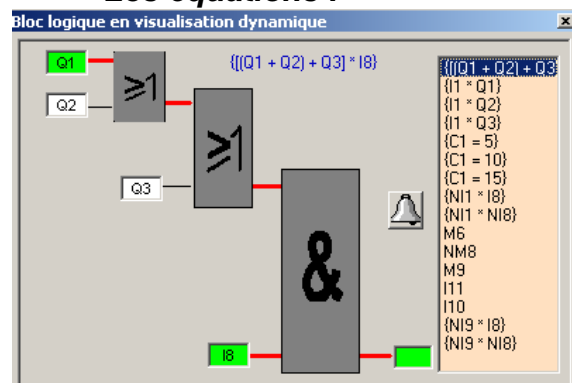 Les équations :
Bloc logique en visualisation dynamique
x
Q1
{[(Q1 + Q2) + Q3] * I8}
≥1
Q2
≥1
Q3
&
I8
{[(Q1 + Q2) + Q3
{I1 * Q1}
{I1 * Q2}
{I1 * Q3}
{C1 = 5}
{C1 = 10}
{C1 = 15}
{NI1 * I8}
{NI1 * NI8}
M6
NM8
M9
I11
I10
{NI9 * I8}
{NI9 * NI8}